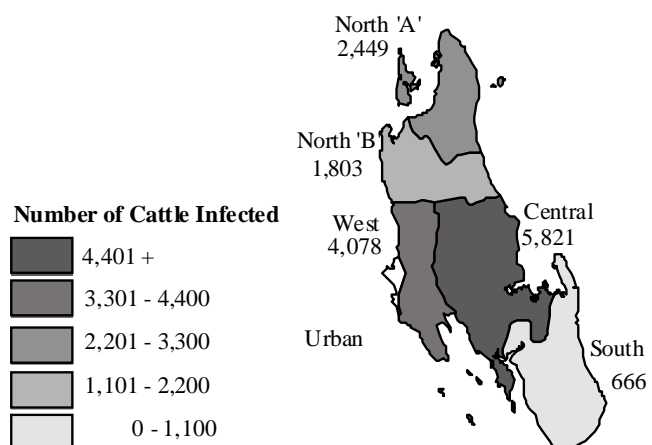 North 'A'
2,449
North 'B
1,803
Number of Cattle Infected
West
4,078
Central
5,821
4,401 +
3,301 - 4,400
2,201 - 3,300
Urban
South
666
1,101 - 2,200
0 - 1,100